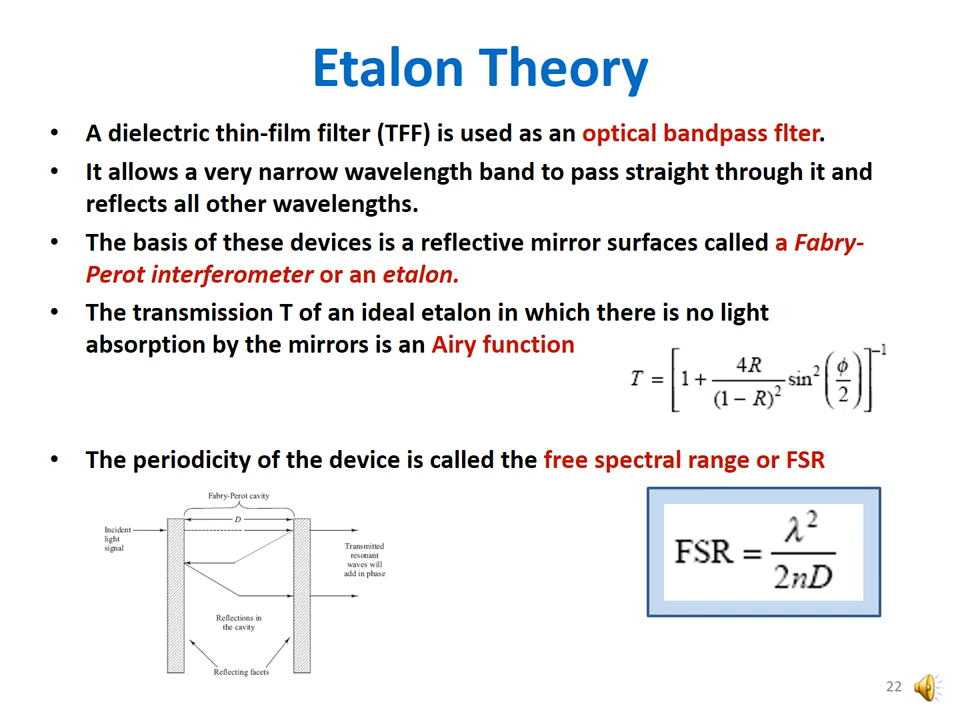 Etalon Theory
• A dielectric thin-film filter (TFF) is used as an optical bandpass flter.
• It allows a very narrow wavelength band to pass straight through it and
reflects all other wavelengths.
• The basis of these devices is a reflective mirror surfaces called a Fabry-
Perot interferometer or an etalon.
• The transmission T of an ideal etalon in which there is no light
absorption by the mirrors is an Airy function
T = [1 + 4R/(1 − R)² sin²(ϕ/2)]⁻¹
• The periodicity of the device is called the free spectral range or FSR
Fabry-Perot cavity
D
Incident
light
signal
Transmitted
resonant
waves will
add in phase
Reflections in
the cavity
Reflecting facets
FSR = λ²/2nD
22